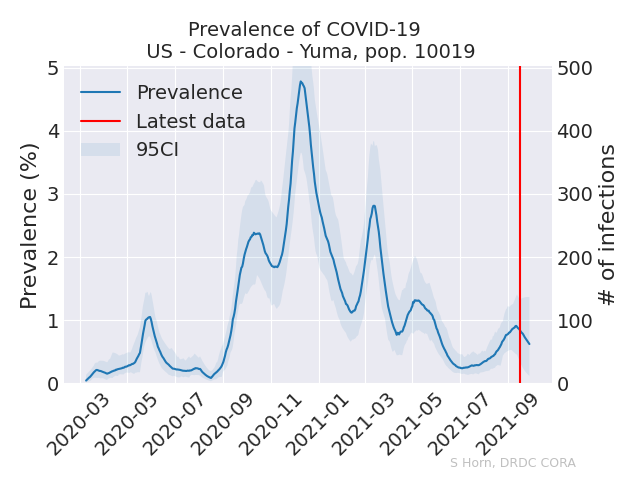 Prevalence of COVID-19
US - Colorado - Yuma, pop. 10019
Prevalence
Latest data
95CI
Prevalence (%)
5
4
3
2
1
0
500
400
300
200
100
0
# of infections
2020-03
2020-05
2020-07
2020-09
2020-11
2021-01
2021-03
2021-05
2021-07
2021-09
S Horn, DRDC CORA